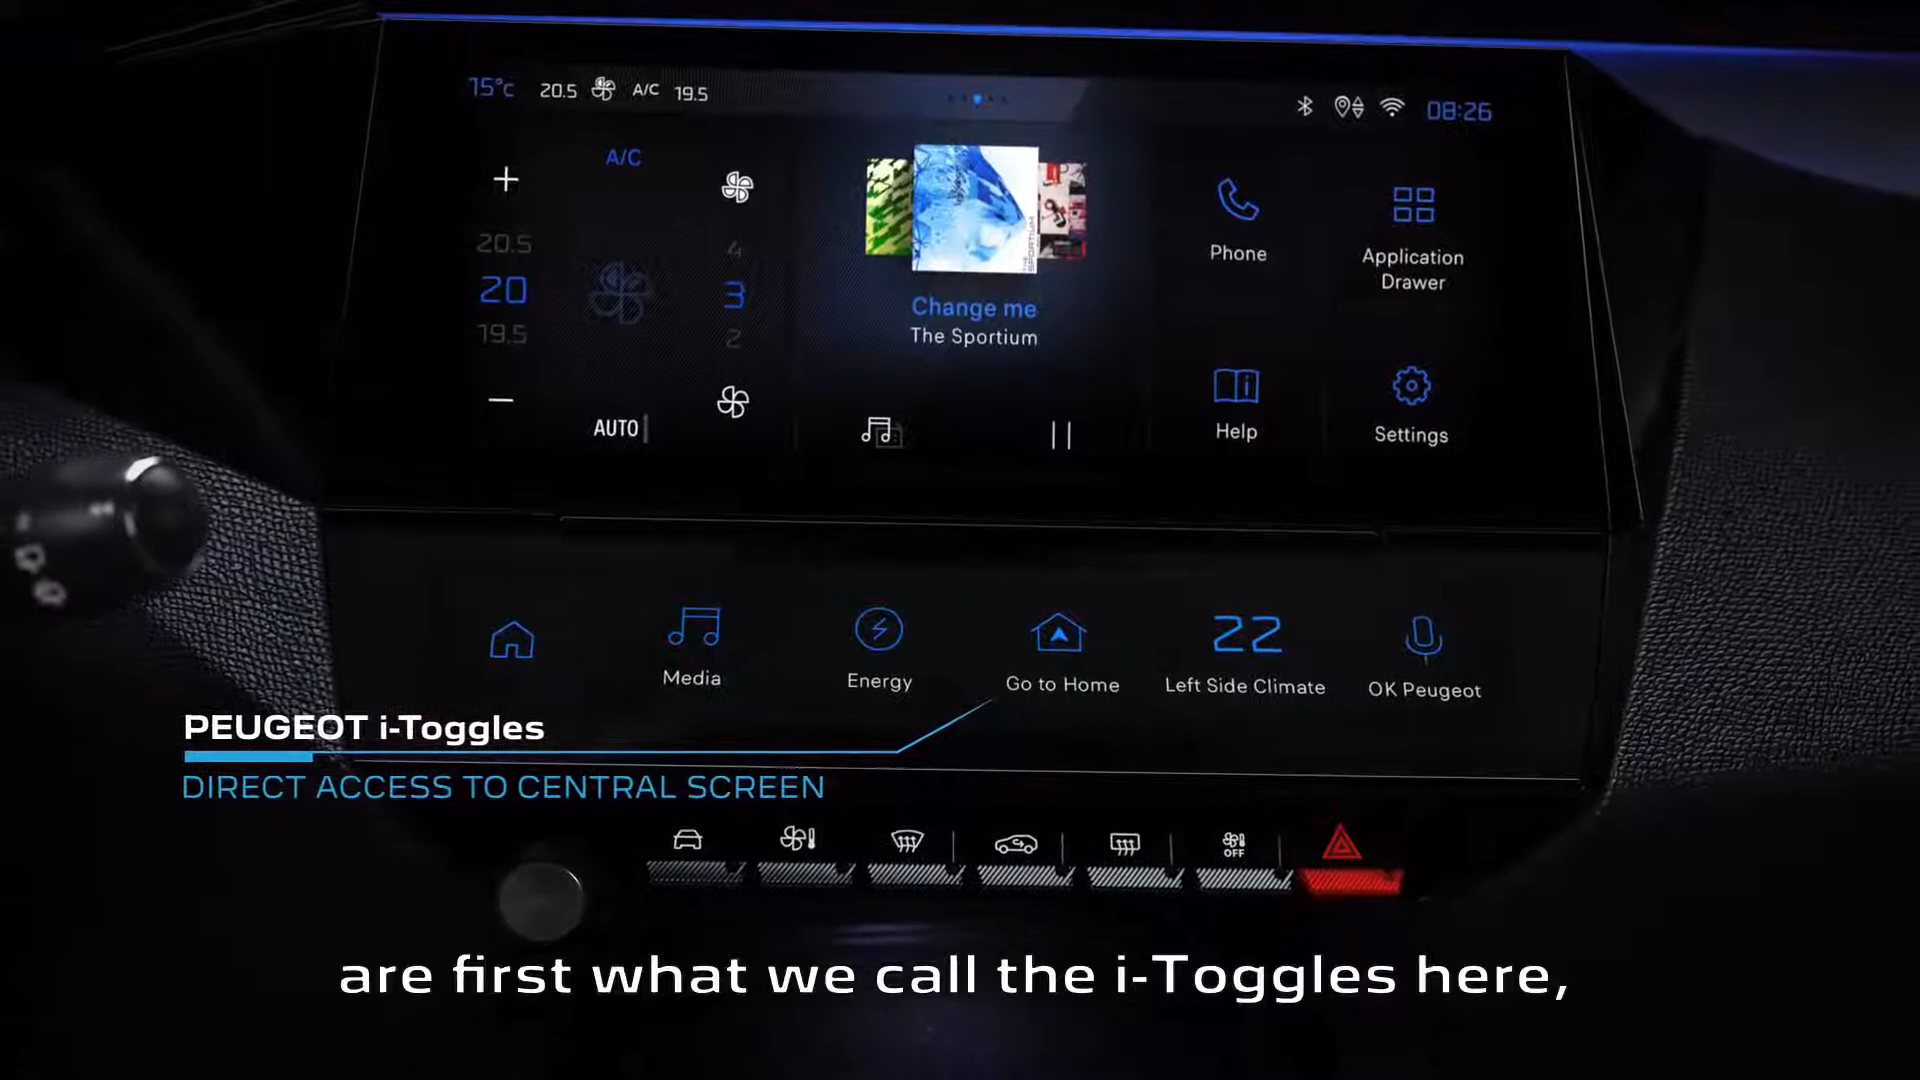 15°c 20.5 A/C 19.5
08:26
A/C
20.5
20
19.5
4
3
2
AUTO
Change me
The Sportium
Phone
Application
Drawer
Help
Settings
Media
Energy
Go to Home
22
Left Side Climate
OK Peugeot
PEUGEOT i-Toggles
DIRECT ACCESS TO CENTRAL SCREEN
OFF
are first what we call the i-Toggles here,